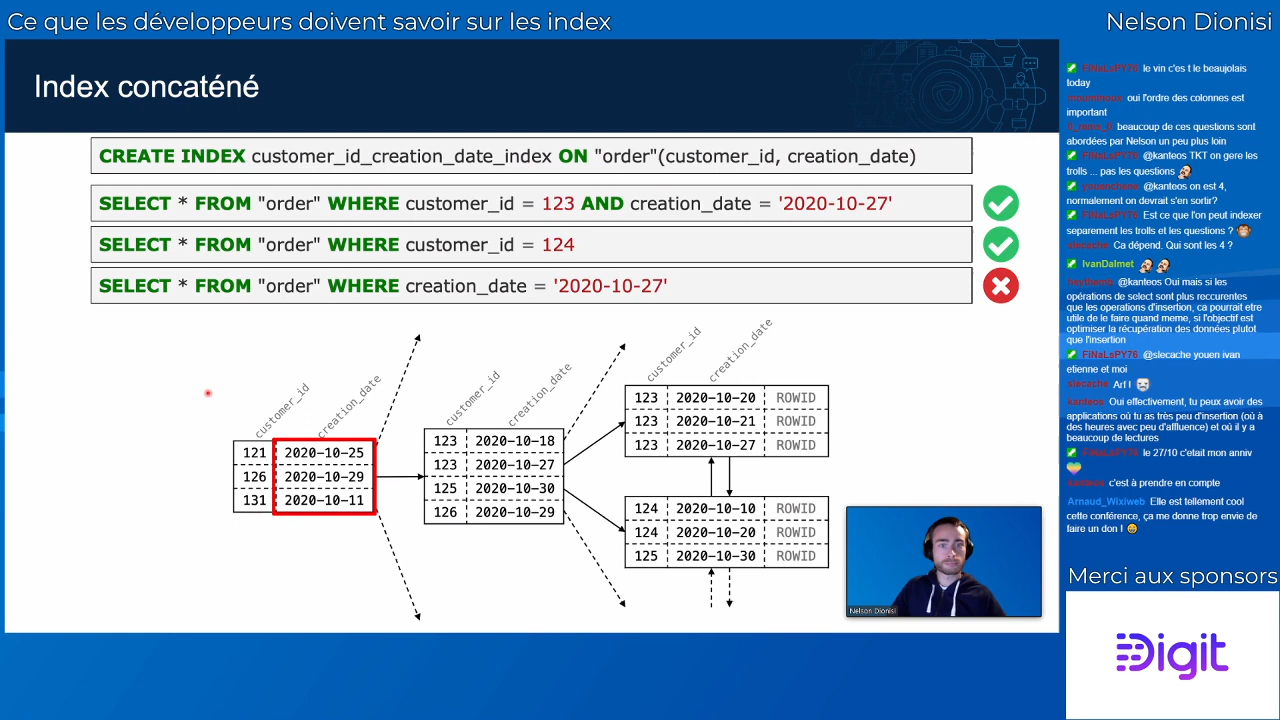 Ce que les développeurs doivent savoir sur les index
Nelson Dionisi
Index concaténé
CREATE INDEX customer_id_creation_date_index ON "order"(customer_id, creation_date)
SELECT * FROM "order" WHERE customer_id = 123 AND creation_date = '2020-10-27'
SELECT * FROM "order" WHERE customer_id = 124
SELECT * FROM "order" WHERE creation_date = '2020-10-27'
customer_id creation_date
121 2020-10-25
126 2020-10-29
131 2020-10-11
customer_id creation_date
123 2020-10-18
123 2020-10-27
125 2020-10-30
126 2020-10-29
customer_id creation_date
123 2020-10-20 ROWID
123 2020-10-21 ROWID
123 2020-10-27 ROWID
124 2020-10-10 ROWID
124 2020-10-20 ROWID
125 2020-10-30 ROWID
Nelson Dionisi
FiNaLsPY76 le vin c'es t le beaujolais
today
oui l'ordre des colonnes est
important
beaucoup de ces questions sont
abordées par Nelson un peu plus loin
FiNaLsPY76 @kanteos TKT on gere les
trolls ... pas les questions
@kanteos on est 4,
normalement on devrait s'en sortir?
FiNaLsPY76 Est ce que l'on peut indexer
separement les trolls et les questions ?
slecache Ca dépend. Qui sont les 4 ?
IvanDalmet
@kanteos Oui mais si les
opérations de select sont plus reccurentes
que les operations d'insertion, ca pourrait etre
utile de le faire quand meme, si l'objectif est
optimiser la récupération des données plutot
que l'insertion
FiNaLsPY76 @slecache youen ivan
etienne et moi
slecache Arf !
kanteos Oui effectivement, tu peux avoir des
applications où tu as très peu d'insertion (où à
des heures avec peu d'affluence) et où il y a
beaucoup de lectures
FiNaLsPY76 le 27/10 c'etait mon anniv
kanteos c'est à prendre en compte
Arnaud_Wixiweb Elle est tellement cool
cette conférence, ça me donne trop envie de
faire un don !
Merci aux sponsors
Digit